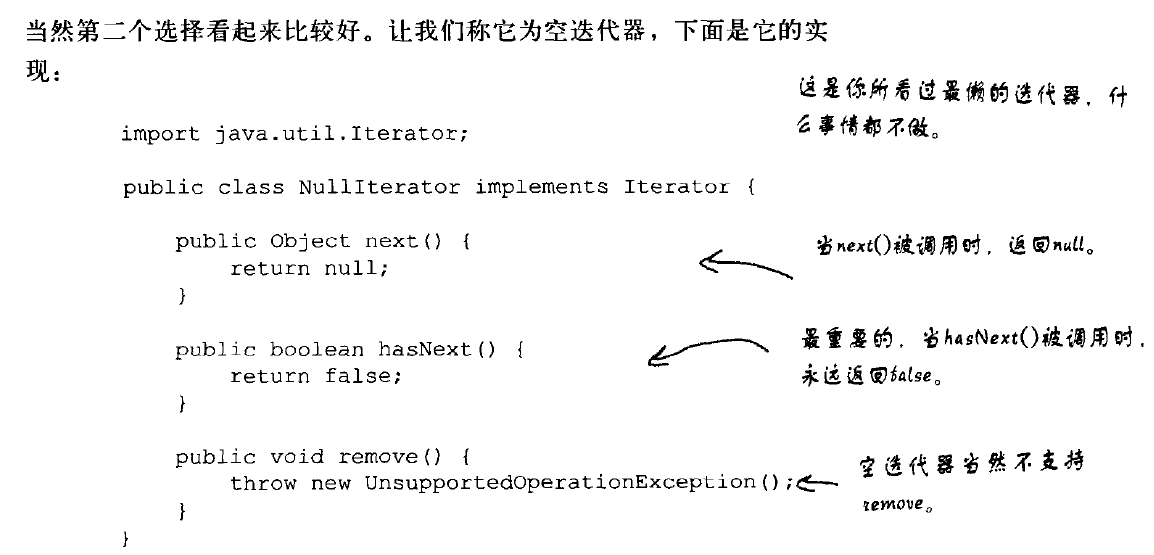 当然第二个选择看起来比较好。让我们称它为空迭代器，下面是它的实
现：
这是你所看过最懒的迭代器，什
么事情都不做。
import java.util.Iterator;
public class NullIterator implements Iterator {
public Object next() {
return null;
}
当next()被调用时，返回null。
public boolean hasNext() {
return false;
}
最重要的，当hasNext()被调用时，
永远返回false。
public void remove() {
throw new UnsupportedOperationException();
}
}
空迭代器当然不支持
remove。